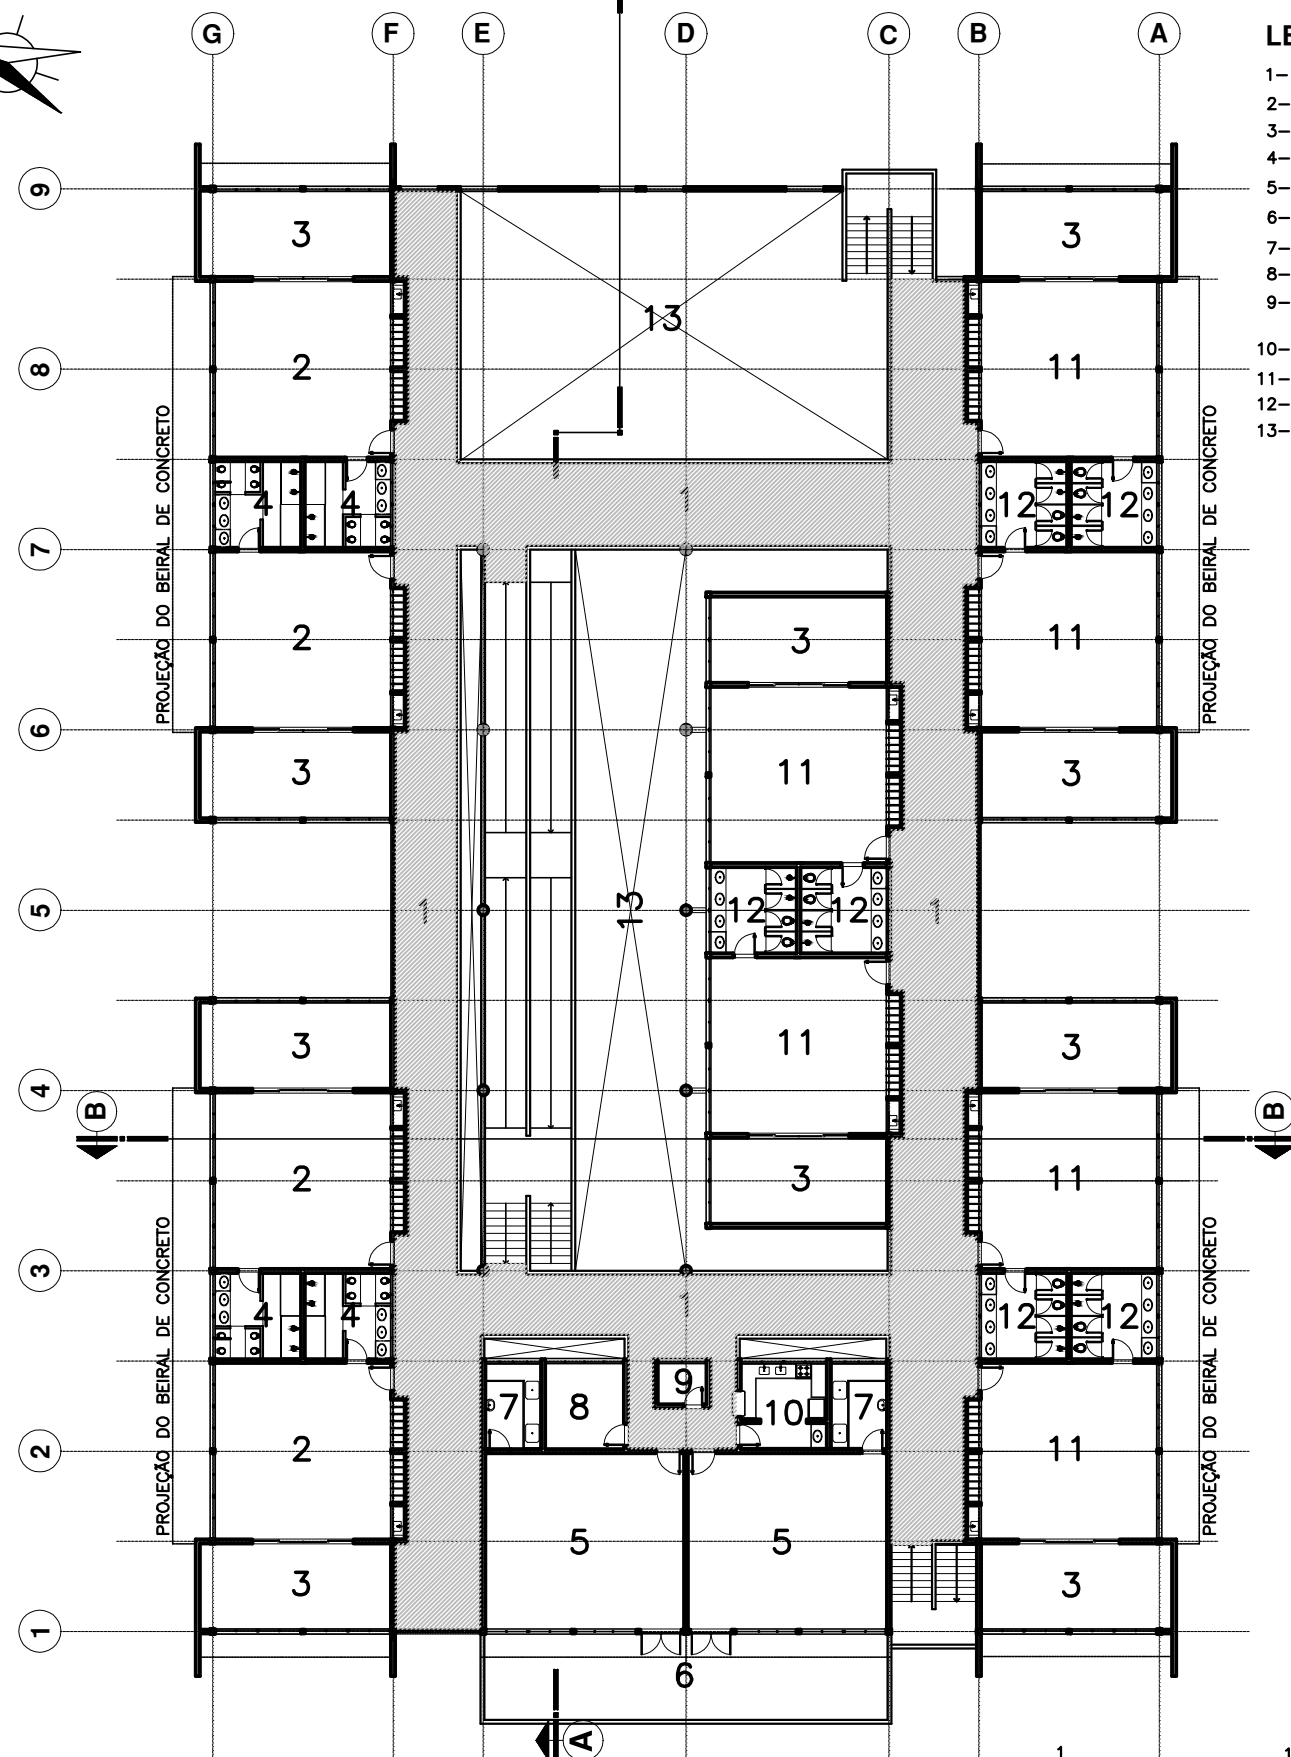 G F E D C B A
LE
1-
2-
3-
4-
5-
6-
7-
8-
9-
10-
11-
12-
13-
9
3 3
13
8
2 11
PROJEÇÃO DO BEIRAL DE CONCRETO
PROJEÇÃO DO BEIRAL DE CONCRETO
4 4 1 12 12
7
2 3 11
6
3 11 3
5
1 13 12 12 1
3 11 3
4
B B
2 3 11
3
PROJEÇÃO DO BEIRAL DE CONCRETO
PROJEÇÃO DO BEIRAL DE CONCRETO
4 4 1 12 12
7 8 9 10 7
2
2 11
5 5
3 3
1
6
A
1 1